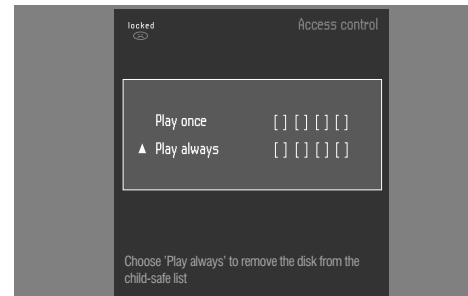 locked
Access control
Play once [ ] [ ] [ ] [ ]
▲ Play always [ ] [ ] [ ] [ ]
Choose 'Play always' to remove the disk from the
child-safe list